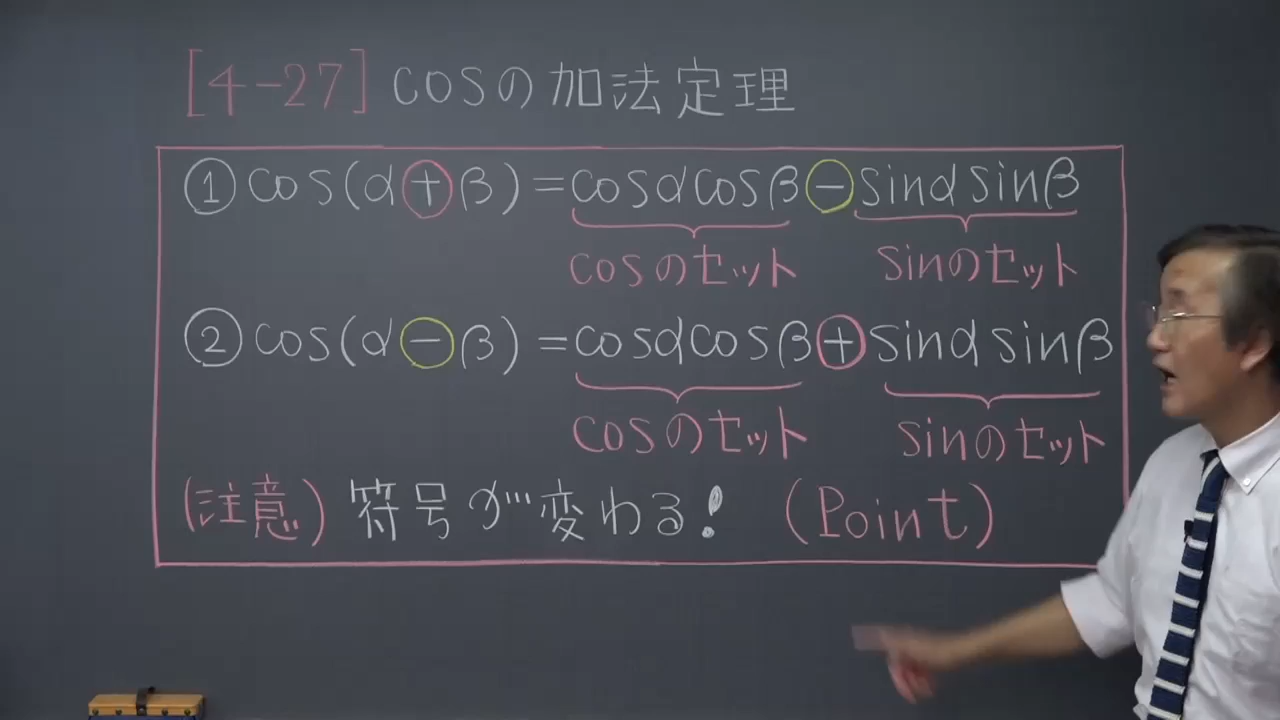 [4-27] cosの加法定理
① cos(α+β)=cosαcosβ-sinαsinβ
cosのセット sinのセット
② cos(α-β)=cosαcosβ+sinαsinβ
cosのセット sinのセット
(注意) 符号が変わる! (Point)